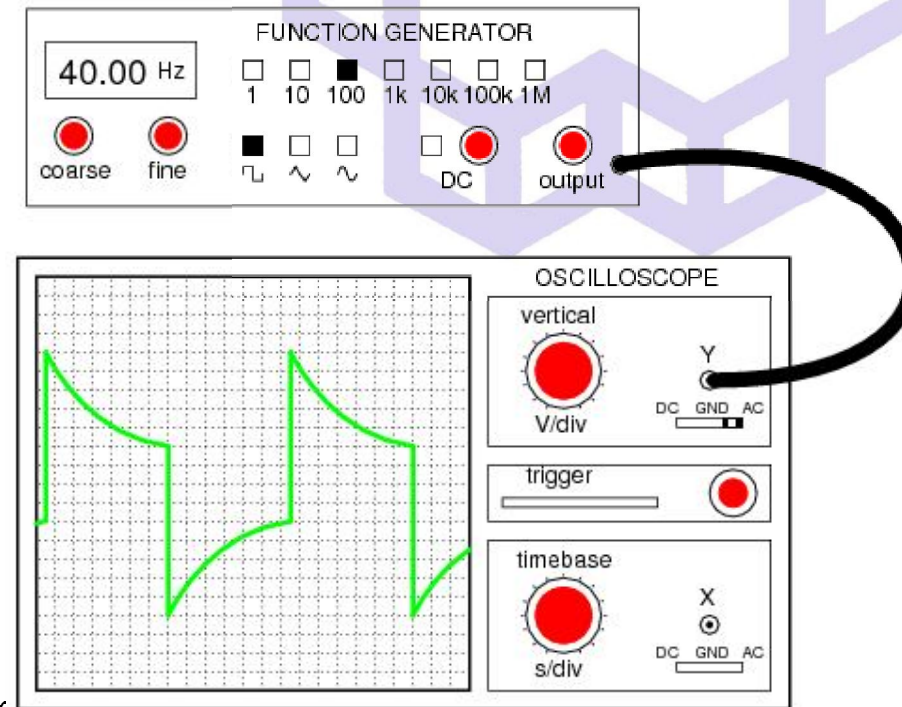 FUNCTION GENERATOR
40.00 Hz
1 10 100 1k 10k 100k 1M
coarse fine
DC output
OSCILLOSCOPE
vertical
Y
V/div
DC GND AC
trigger
timebase
X
s/div
DC GND AC